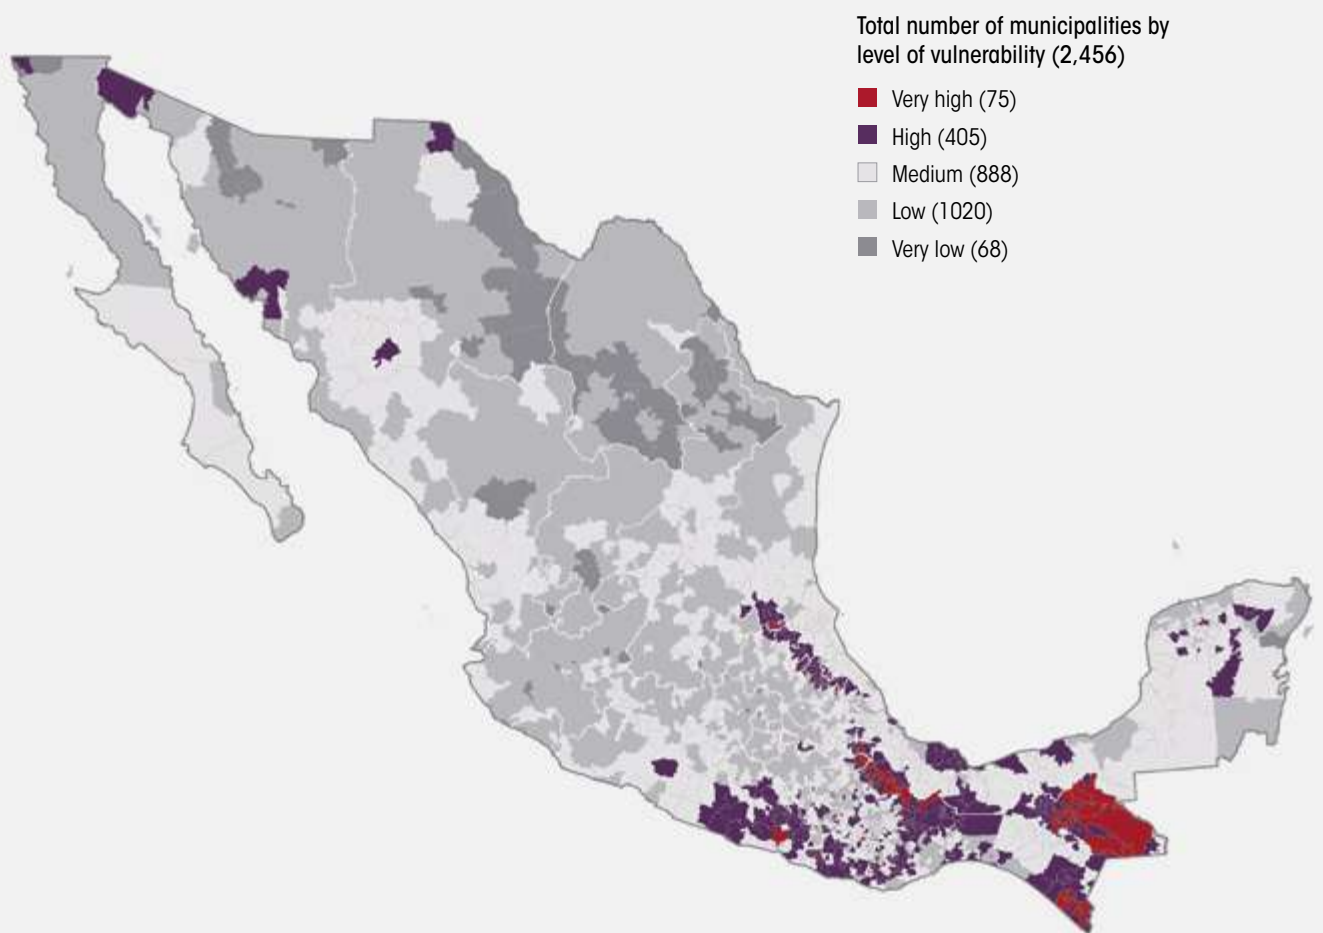 Total number of municipalities by
level of vulnerability (2,456)
Very high (75)
High (405)
Medium (888)
Low (1020)
Very low (68)